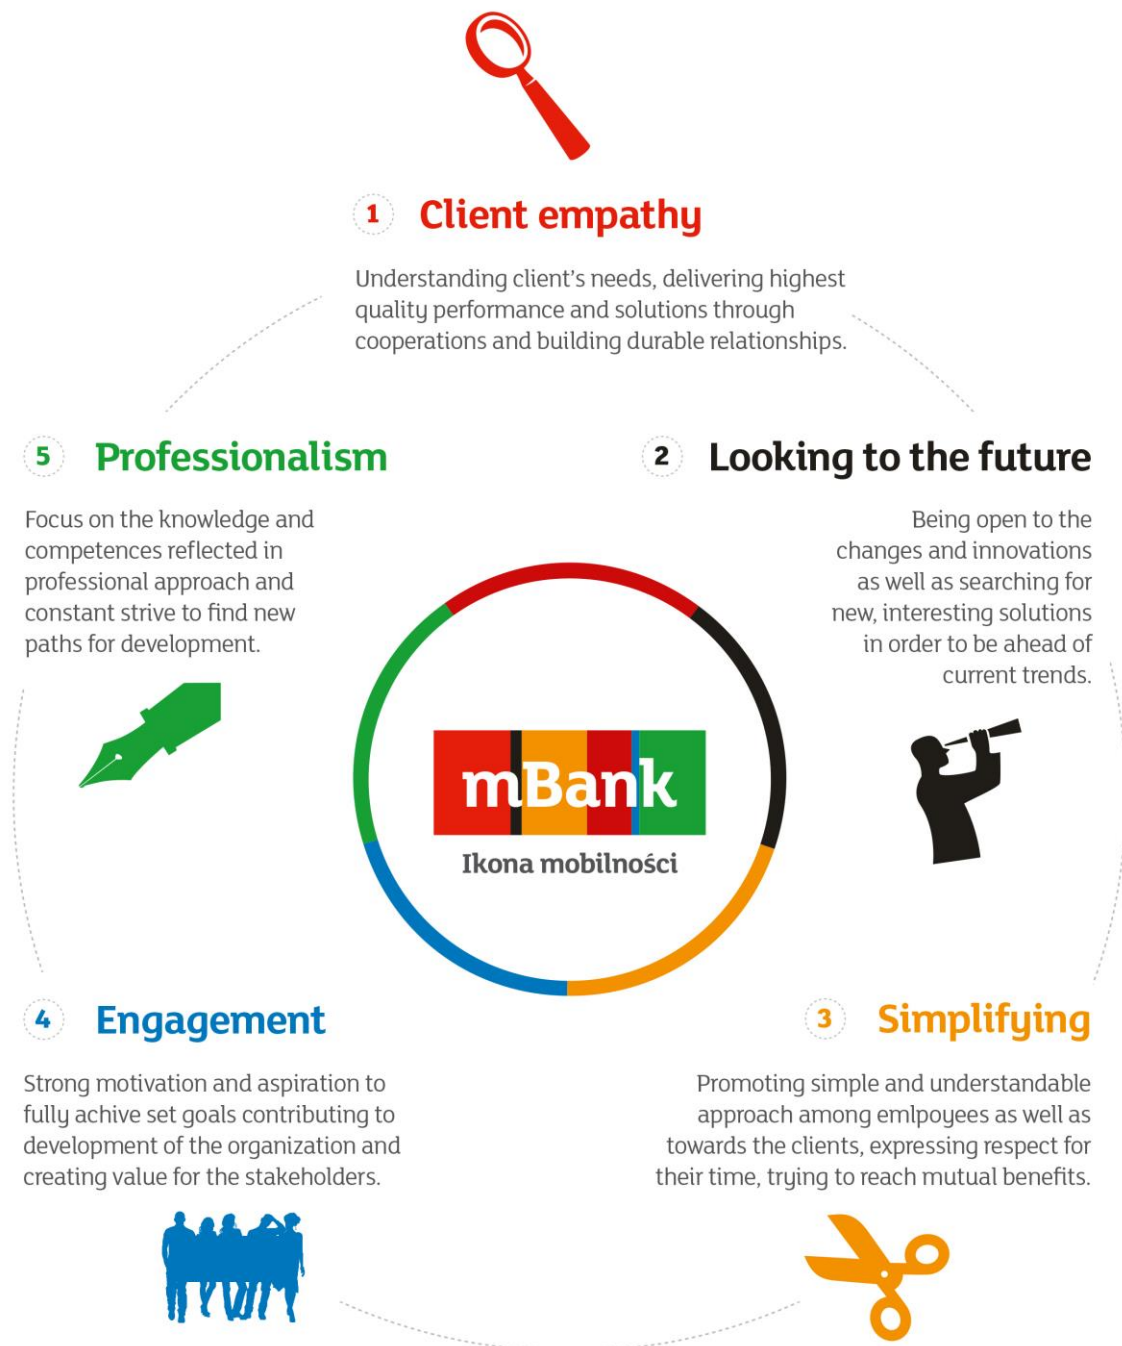 1 Client empathy
Understanding client's needs, delivering highest
quality performance and solutions through
cooperations and building durable relationships.
2 Looking to the future
Being open to the
changes and innovations
as well as searching for
new, interesting solutions
in order to be ahead of
current trends.
3 Simplifying
Promoting simple and understandable
approach among emlpoyees as well as
towards the clients, expressing respect for
their time, trying to reach mutual benefits.
4 Engagement
Strong motivation and aspiration to
fully achive set goals contributing to
development of the organization and
creating value for the stakeholders.
5 Professionalism
Focus on the knowledge and
competences reflected in
professional approach and
constant strive to find new
paths for development.
mBank
Ikona mobilności